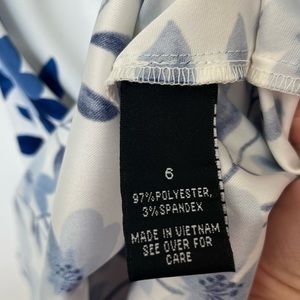 6
97%POLYESTER,
3%SPANDEX
MADE IN VIETNAM
SEE OVER FOR
CARE